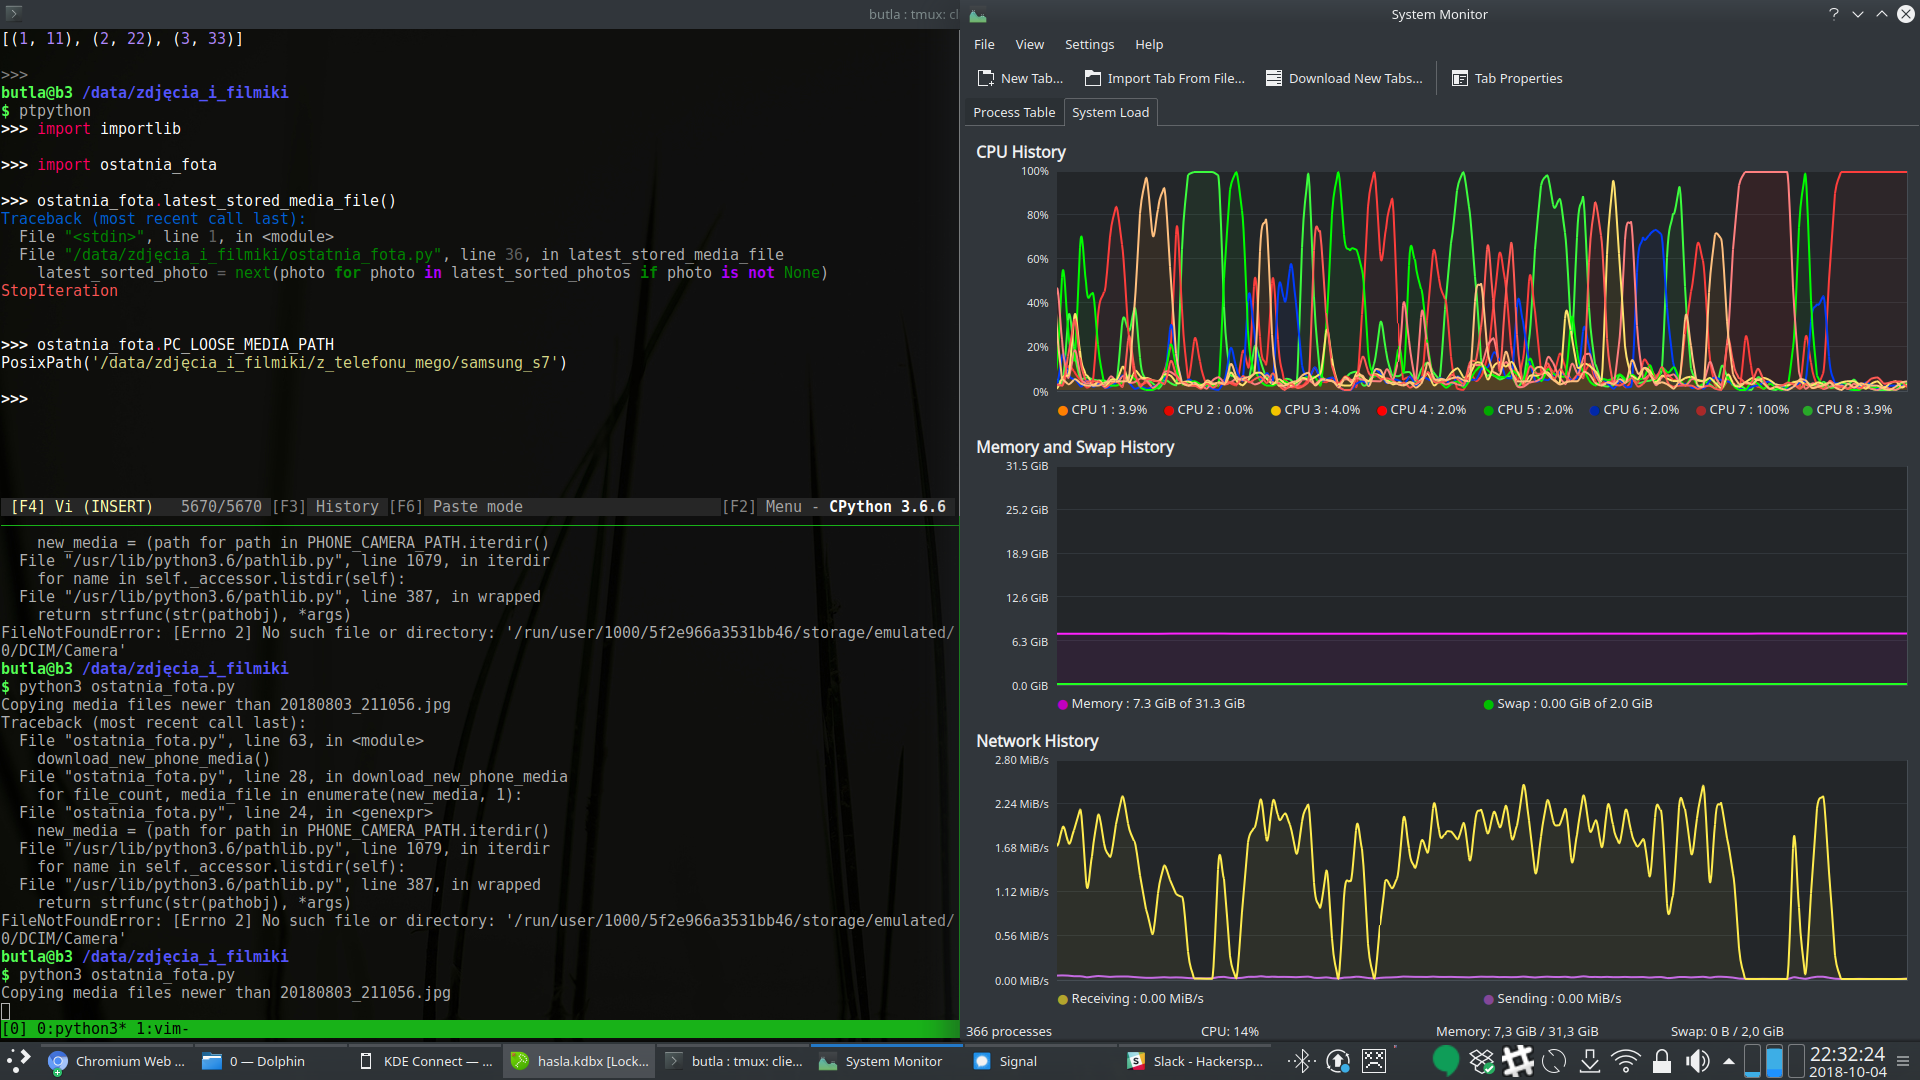 butla : tmux: cl
[(1, 11), (2, 22), (3, 33)]
>>>
butla@b3 /data/zdjęcia_i_filmiki
$ ptpython
>>> import importlib
>>> import ostatnia_fota
>>> ostatnia_fota.latest_stored_media_file()
Traceback (most recent call last):
  File "<stdin>", line 1, in <module>
  File "/data/zdjęcia_i_filmiki/ostatnia_fota.py", line 36, in latest_stored_media_file
    latest_sorted_photo = next(photo for photo in latest_sorted_photos if photo is not None)
StopIteration
>>> ostatnia_fota.PC_LOOSE_MEDIA_PATH
PosixPath('/data/zdjęcia_i_filmiki/z_telefonu_mego/samsung_s7')
>>>
[F4] Vi (INSERT)   5670/5670 [F3] History [F6] Paste mode [F2] Menu - CPython 3.6.6
    new_media = (path for path in PHONE_CAMERA_PATH.iterdir()
  File "/usr/lib/python3.6/pathlib.py", line 1079, in iterdir
    for name in self._accessor.listdir(self):
  File "/usr/lib/python3.6/pathlib.py", line 387, in wrapped
    return strfunc(str(pathobj), *args)
FileNotFoundError: [Errno 2] No such file or directory: '/run/user/1000/5f2e966a3531bb46/storage/emulated/
0/DCIM/Camera'
butla@b3 /data/zdjęcia_i_filmiki
$ python3 ostatnia_fota.py
Copying media files newer than 20180803_211056.jpg
Traceback (most recent call last):
  File "ostatnia_fota.py", line 63, in <module>
    download_new_phone_media()
  File "ostatnia_fota.py", line 28, in download_new_phone_media
    for file_count, media_file in enumerate(new_media, 1):
  File "ostatnia_fota.py", line 24, in <genexpr>
    new_media = (path for path in PHONE_CAMERA_PATH.iterdir()
  File "/usr/lib/python3.6/pathlib.py", line 1079, in iterdir
    for name in self._accessor.listdir(self):
  File "/usr/lib/python3.6/pathlib.py", line 387, in wrapped
    return strfunc(str(pathobj), *args)
FileNotFoundError: [Errno 2] No such file or directory: '/run/user/1000/5f2e966a3531bb46/storage/emulated/
0/DCIM/Camera'
butla@b3 /data/zdjęcia_i_filmiki
$ python3 ostatnia_fota.py
Copying media files newer than 20180803_211056.jpg
[0] 0:python3* 1:vim-
System Monitor
File View Settings Help
New Tab... Import Tab From File... Download New Tabs... Tab Properties
Process Table System Load
CPU History
100%
80%
60%
40%
20%
0%
CPU 1 : 3.9% CPU 2 : 0.0% CPU 3 : 4.0% CPU 4 : 2.0% CPU 5 : 2.0% CPU 6 : 2.0% CPU 7 : 100% CPU 8 : 3.9%
Memory and Swap History
31.5 GiB
25.2 GiB
18.9 GiB
12.6 GiB
6.3 GiB
0.0 GiB
Memory : 7.3 GiB of 31.3 GiB Swap : 0.00 GiB of 2.0 GiB
Network History
2.80 MiB/s
2.24 MiB/s
1.68 MiB/s
1.12 MiB/s
0.56 MiB/s
0.00 MiB/s
Receiving : 0.00 MiB/s Sending : 0.00 MiB/s
366 processes CPU: 14% Memory: 7,3 GiB / 31,3 GiB Swap: 0 B / 2,0 GiB
Chromium Web ... 0 — Dolphin KDE Connect — ... hasla.kdbx [Lock... butla : tmux: clie... System Monitor Signal Slack - Hackersp... 22:32:24
2018-10-04